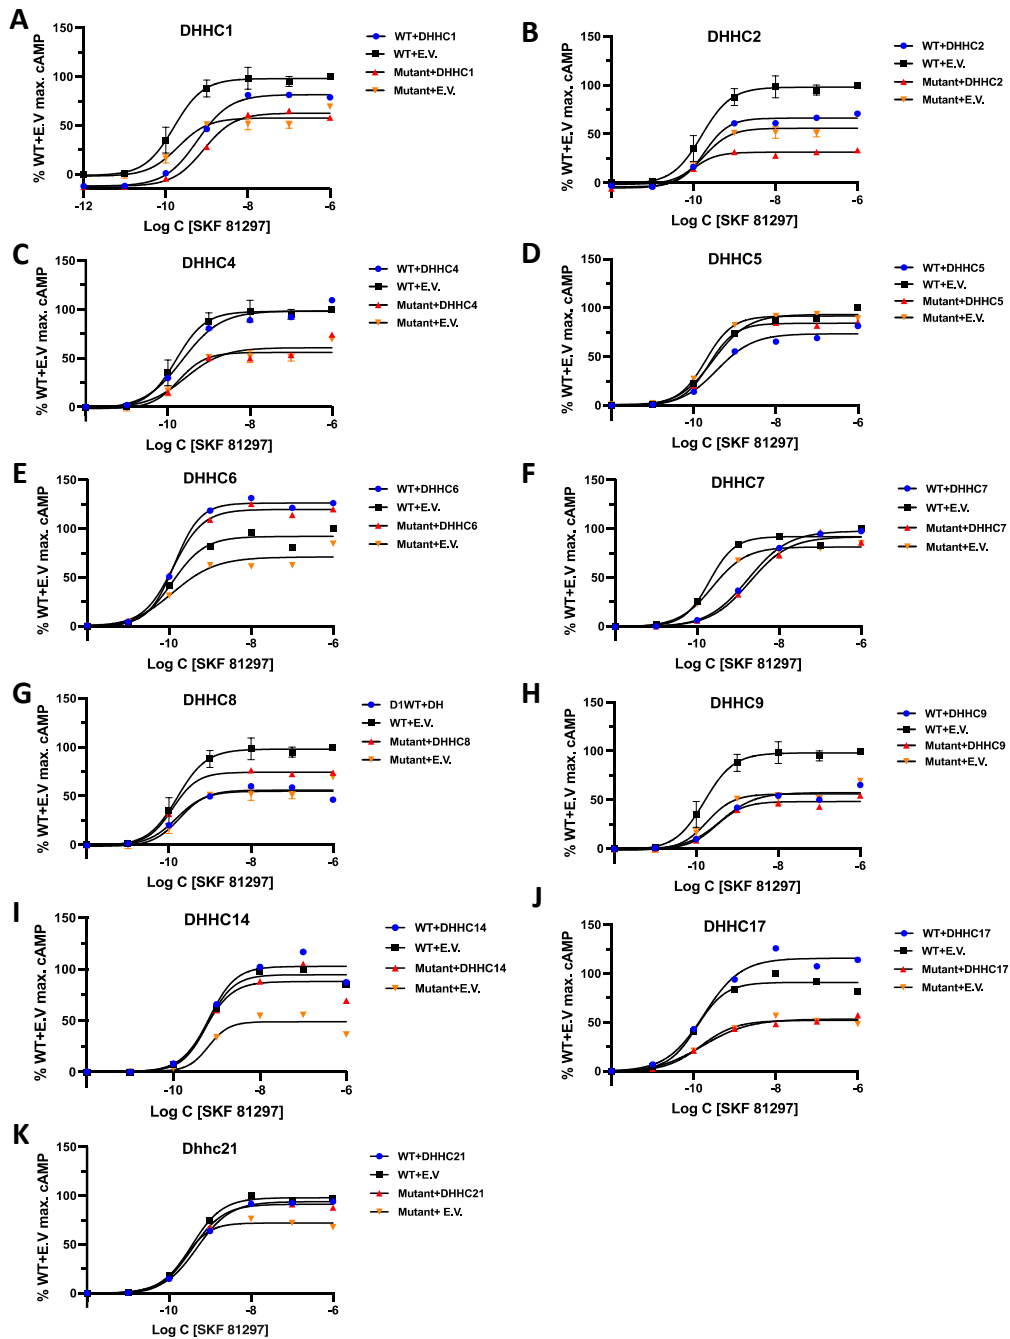 A
DHHC1
% WT+E.V max. cAMP
150
100
50
0
-12
-10
-8
-6
Log C [SKF 81297]
WT+DHHC1
WT+E.V.
Mutant+DHHC1
Mutant+E.V.
B
DHHC2
% WT+E.V max. cAMP
150
100
50
0
-10
-8
-6
Log C [SKF 81297]
WT+DHHC2
WT+E.V.
Mutant+DHHC2
Mutant+E.V.
C
DHHC4
% WT+E.V max. cAMP
150
100
50
0
-10
-8
-6
Log C [SKF 81297]
WT+DHHC4
WT+E.V.
Mutant+DHHC4
Mutant+E.V.
D
DHHC5
% WT+E.V max. cAMP
150
100
50
0
-10
-8
-6
Log C [SKF 81297]
WT+DHHC5
WT+E.V.
Mutant+DHHC5
Mutant+E.V.
E
DHHC6
% WT+E.V max. cAMP
150
100
50
0
-10
-8
-6
Log C [SKF 81297]
WT+DHHC6
WT+E.V.
Mutant+DHHC6
Mutant+E.V.
F
DHHC7
% WT+E.V max. cAMP
150
100
50
0
-10
-8
-6
Log C [SKF 81297]
WT+DHHC7
WT+E.V.
Mutant+DHHC7
Mutant+E.V.
G
DHHC8
% WT+E.V max. cAMP
150
100
50
0
-10
-8
-6
Log C [SKF 81297]
D1WT+DH
WT+E.V.
Mutant+DHHC8
Mutant+E.V.
H
DHHC9
% WT+E.V max. cAMP
150
100
50
0
-10
-8
-6
Log C [SKF 81297]
WT+DHHC9
WT+E.V.
Mutant+DHHC9
Mutant+E.V.
I
DHHC14
% WT+E.V max. cAMP
150
100
50
0
-10
-8
-6
Log C [SKF 81297]
WT+DHHC14
WT+E.V.
Mutant+DHHC14
Mutant+E.V.
J
DHHC17
% WT+E.V max. cAMP
150
100
50
0
-10
-8
-6
Log C [SKF 81297]
WT+DHHC17
WT+E.V.
Mutant+DHHC17
Mutant+E.V.
K
Dhhc21
% WT+E.V max. cAMP
150
100
50
0
-10
-8
-6
Log C [SKF 81297]
WT+DHHC21
WT+E.V
Mutant+DHHC21
Mutant+ E.V.